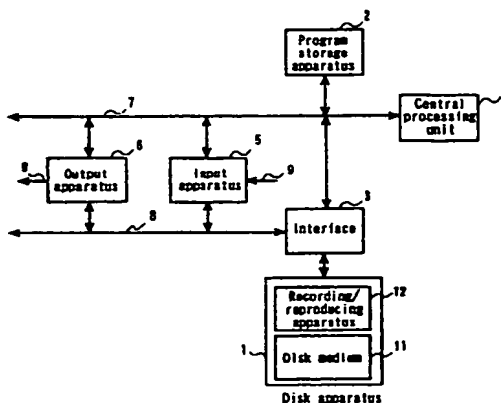 2
Program
storage
apparatus
7
Central
processing
unit
6
5
Output
apparatus
Input
apparatus
9
3
8
Interface
Recording/
reproducing
apparatus
12
1
Disk medium
11
Disk apparatus